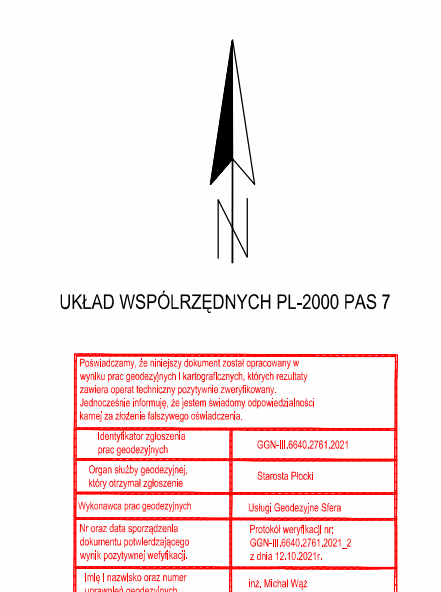 N
UKŁAD WSPÓLRZĘDNYCH PL-2000 PAS 7
Poświadczamy, że niniejszy dokument został opracowany w
wyniku prac geodezyjnych i kartograficznych, których rezultaty
zawiera operat techniczny pozytywnie zweryfikowany.
Jednocześnie informuję, że jestem świadomy odpowiedzialności
karnej za złożenie fałszywego oświadczenia.
Identyfikator zgłoszenia
prac geodezyjnych
GGN-III.6640.2761.2021
Organ służby geodezyjnej,
który otrzymał zgłoszenie
Starosta Płocki
Wykonawca prac geodezyjnych
Usługi Geodezyjne Sfera
Nr oraz data sporządzenia
dokumentu potwierdzającego
wynik pozytywnej wefyfikacji.
Protokół weryfikacji nr:
GGN-III.6640.2761.2021_2
z dnia 12.10.2021r.
Imię i nazwisko oraz numer
uprawnień geodezyjnych
inż. Michał Wąż